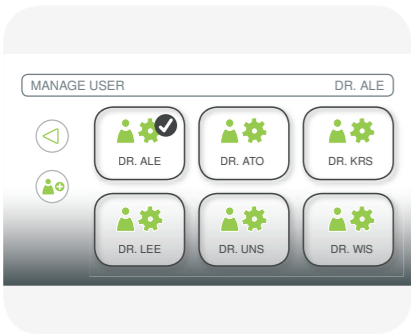 MANAGE USER DR. ALE
DR. ALE DR. ATO DR. KRS
DR. LEE DR. UNS DR. WIS